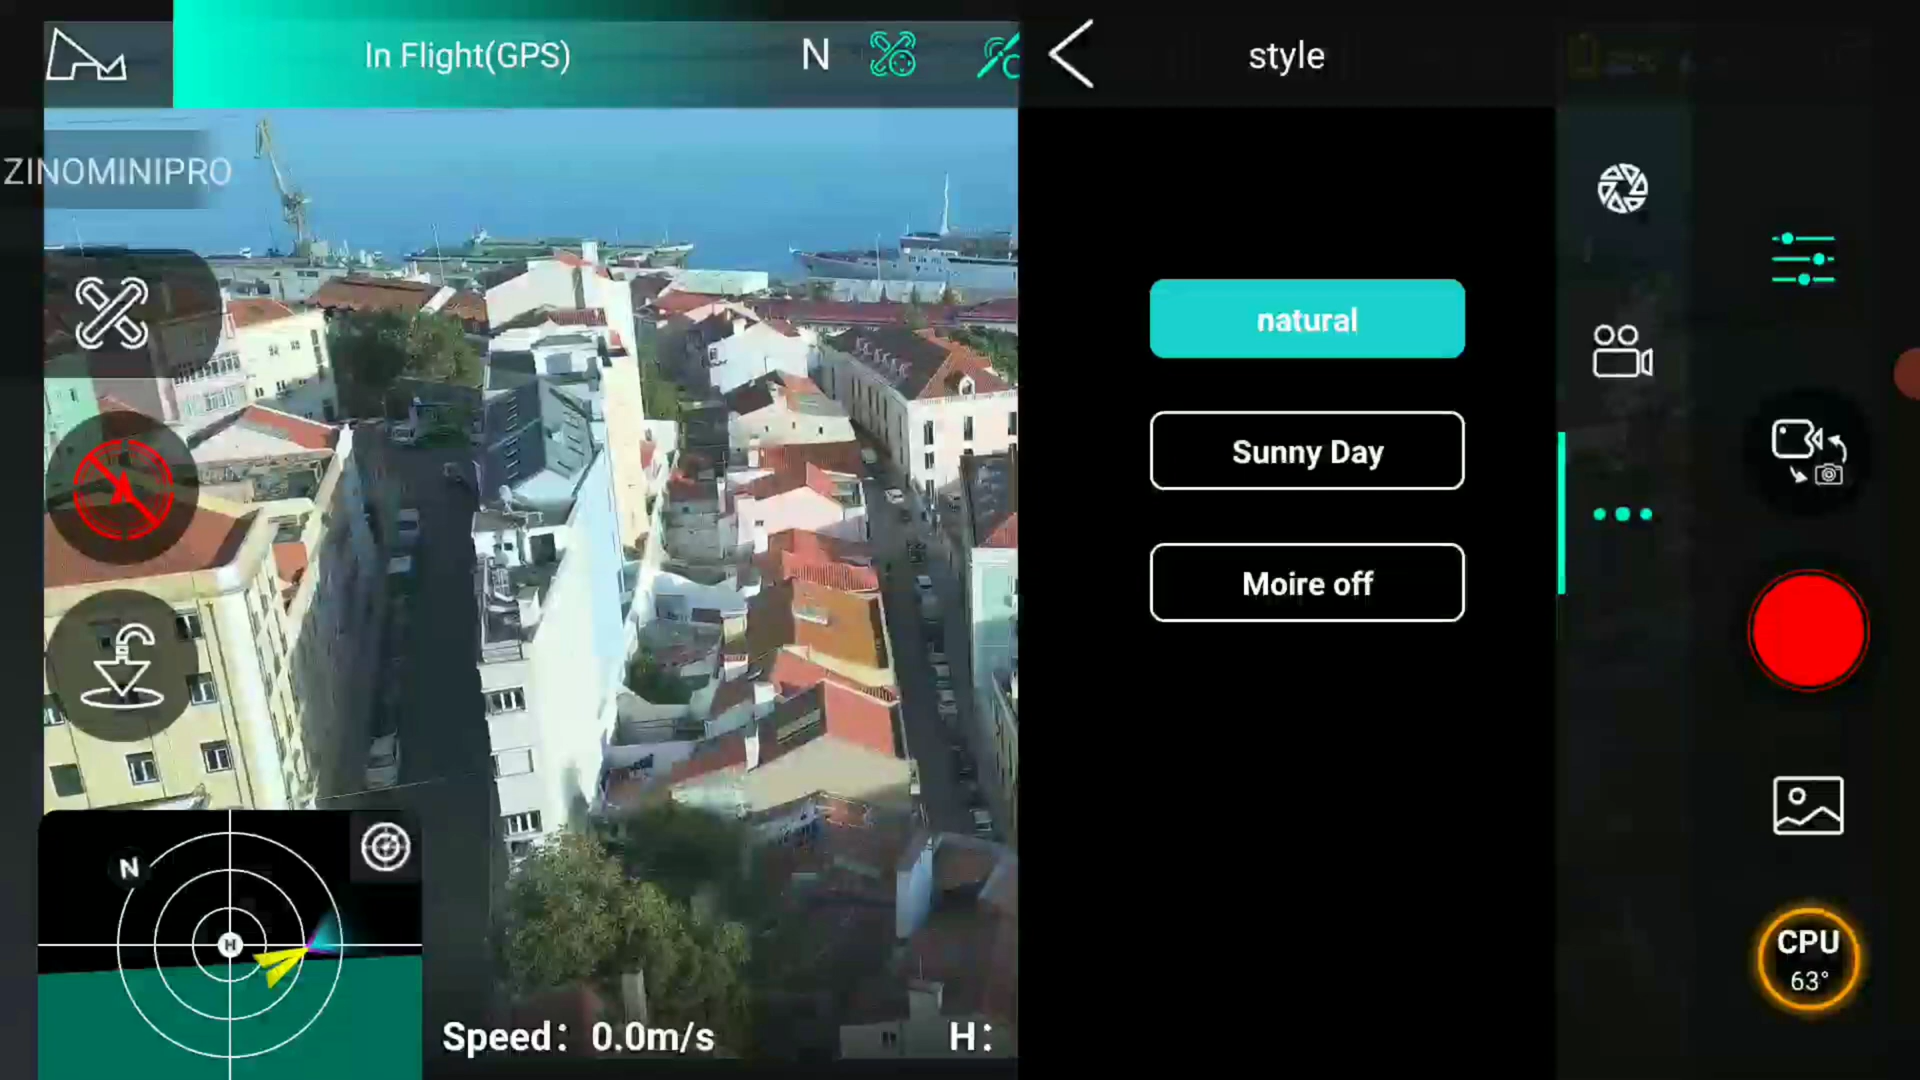 In Flight(GPS)
N
style
ZINOMINIPRO
natural
Sunny Day
Moire off
N
H
CPU
63°
Speed: 0.0m/s
H: